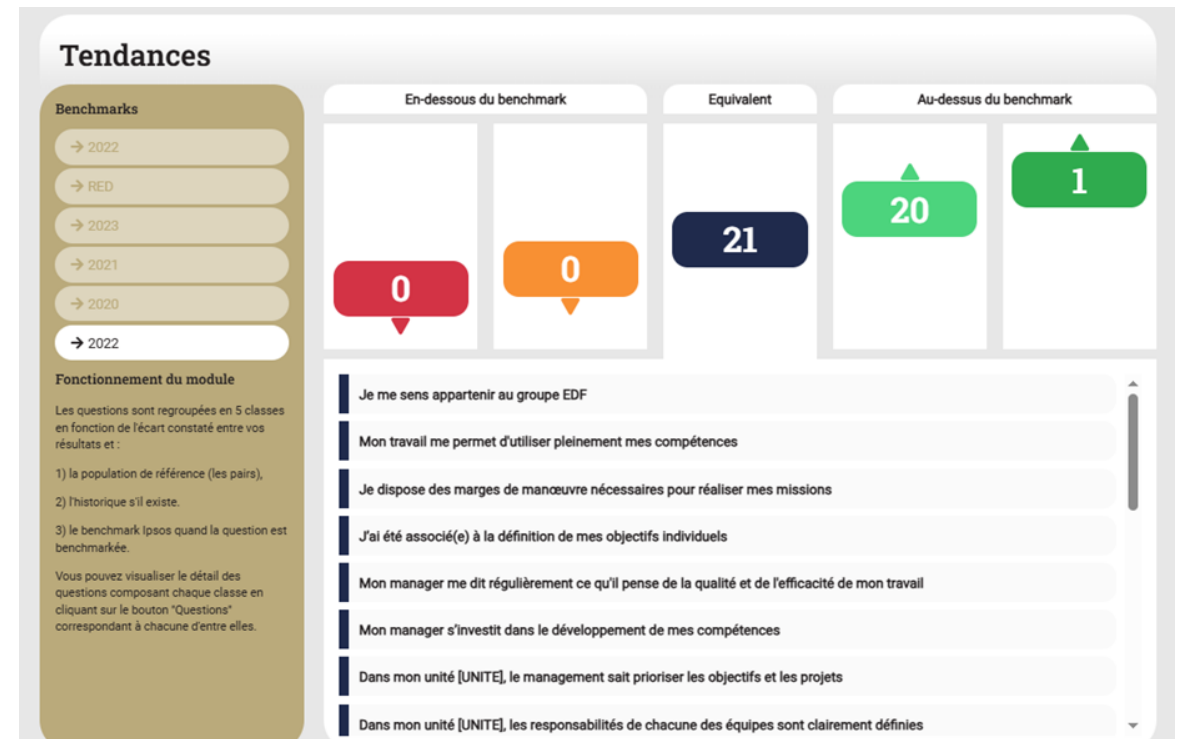 Tendances
Benchmarks
→ 2022
→ RED
→ 2023
→ 2021
→ 2020
→ 2022
Fonctionnement du module
Les questions sont regroupées en 5 classes
en fonction de l'écart constaté entre vos
résultats et :
1) la population de référence (les pairs),
2) l'historique s'il existe.
3) le benchmark Ipsos quand la question est
benchmarkée.
Vous pouvez visualiser le détail des
questions composant chaque classe en
cliquant sur le bouton "Questions"
correspondant à chacune d'entre elles.
En-dessous du benchmark
Equivalent
Au-dessus du benchmark
0
0
21
20
1
Je me sens appartenir au groupe EDF
Mon travail me permet d'utiliser pleinement mes compétences
Je dispose des marges de manœuvre nécessaires pour réaliser mes missions
J'ai été associé(e) à la définition de mes objectifs individuels
Mon manager me dit régulièrement ce qu'il pense de la qualité et de l'efficacité de mon travail
Mon manager s'investit dans le développement de mes compétences
Dans mon unité [UNITE], le management sait prioriser les objectifs et les projets
Dans mon unité [UNITE], les responsabilités de chacune des équipes sont clairement définies